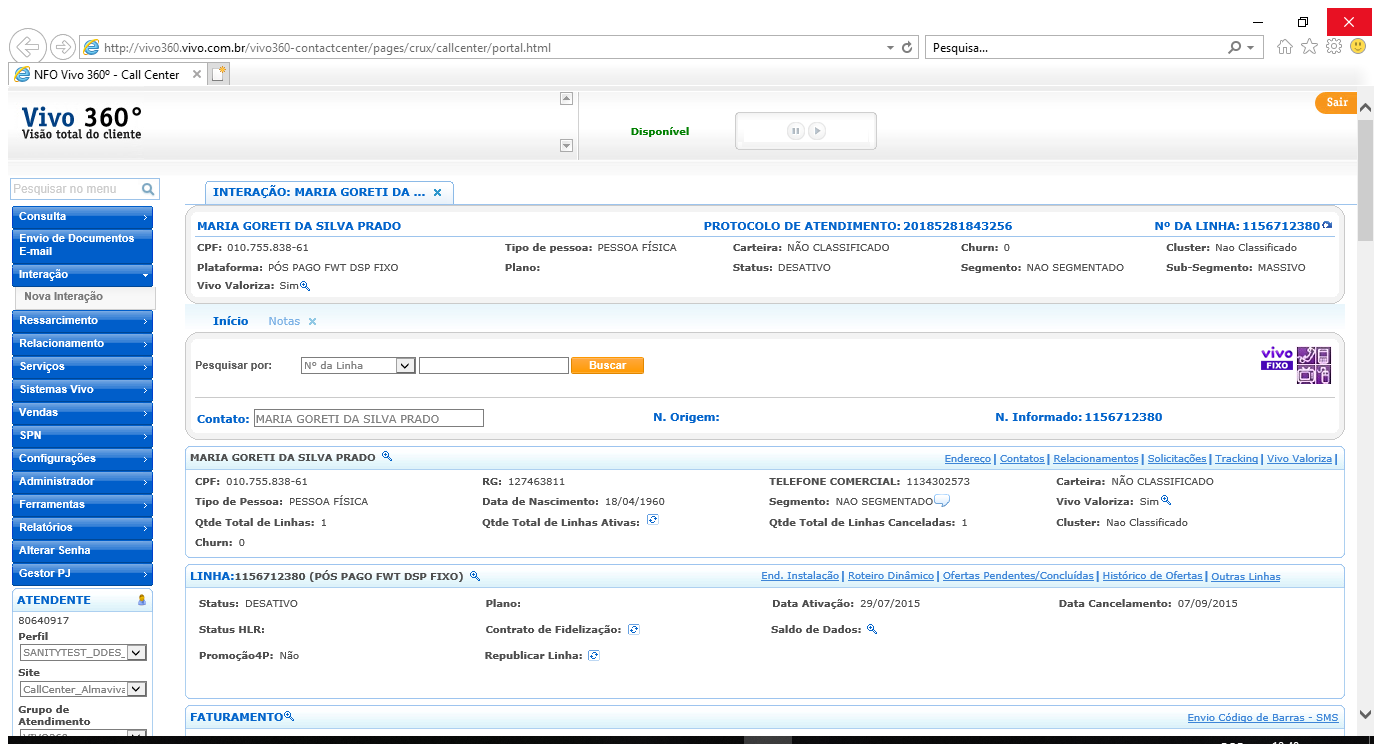 http://vivo360.vivo.com.br/vivo360-contactcenter/pages/crux/callcenter/portal.html
Pesquisa...
NFO Vivo 360º - Call Center
Vivo 360°
Visão total do cliente
Disponível
Sair
Pesquisar no menu
Consulta
Envio de Documentos
E-mail
Interação
Nova Interação
Ressarcimento
Relacionamento
Serviços
Sistemas Vivo
Vendas
SPN
Configurações
Administrador
Ferramentas
Relatórios
Alterar Senha
Gestor PJ
ATENDENTE
80640917
Perfil
SANITYTEST_DDES_
Site
CallCenter_Almaviva
Grupo de
Atendimento
INTERAÇÃO: MARIA GORETI DA ...
MARIA GORETI DA SILVA PRADO PROTOCOLO DE ATENDIMENTO: 20185281843256 Nº DA LINHA: 1156712380
CPF: 010.755.838-61 Tipo de pessoa: PESSOA FÍSICA Carteira: NÃO CLASSIFICADO Churn: 0 Cluster: Nao Classificado
Plataforma: PÓS PAGO FWT DSP FIXO Plano: Status: DESATIVO Segmento: NAO SEGMENTADO Sub-Segmento: MASSIVO
Vivo Valoriza: Sim
Início Notas
Pesquisar por: Nº da Linha Buscar
vivo
FIXO
Contato: MARIA GORETI DA SILVA PRADO N. Origem: N. Informado: 1156712380
MARIA GORETI DA SILVA PRADO Endereço | Contatos | Relacionamentos | Solicitações | Tracking | Vivo Valoriza |
CPF: 010.755.838-61 RG: 127463811 TELEFONE COMERCIAL: 1134302573 Carteira: NÃO CLASSIFICADO
Tipo de Pessoa: PESSOA FÍSICA Data de Nascimento: 18/04/1960 Segmento: NAO SEGMENTADO Vivo Valoriza: Sim
Qtde Total de Linhas: 1 Qtde Total de Linhas Ativas: Qtde Total de Linhas Canceladas: 1 Cluster: Nao Classificado
Churn: 0
LINHA:1156712380 (PÓS PAGO FWT DSP FIXO) End. Instalação | Roteiro Dinâmico | Ofertas Pendentes/Concluídas | Histórico de Ofertas | Outras Linhas
Status: DESATIVO Plano: Data Ativação: 29/07/2015 Data Cancelamento: 07/09/2015
Status HLR: Contrato de Fidelização: Saldo de Dados:
Promoção4P: Não Republicar Linha:
FATURAMENTO Envio Código de Barras - SMS